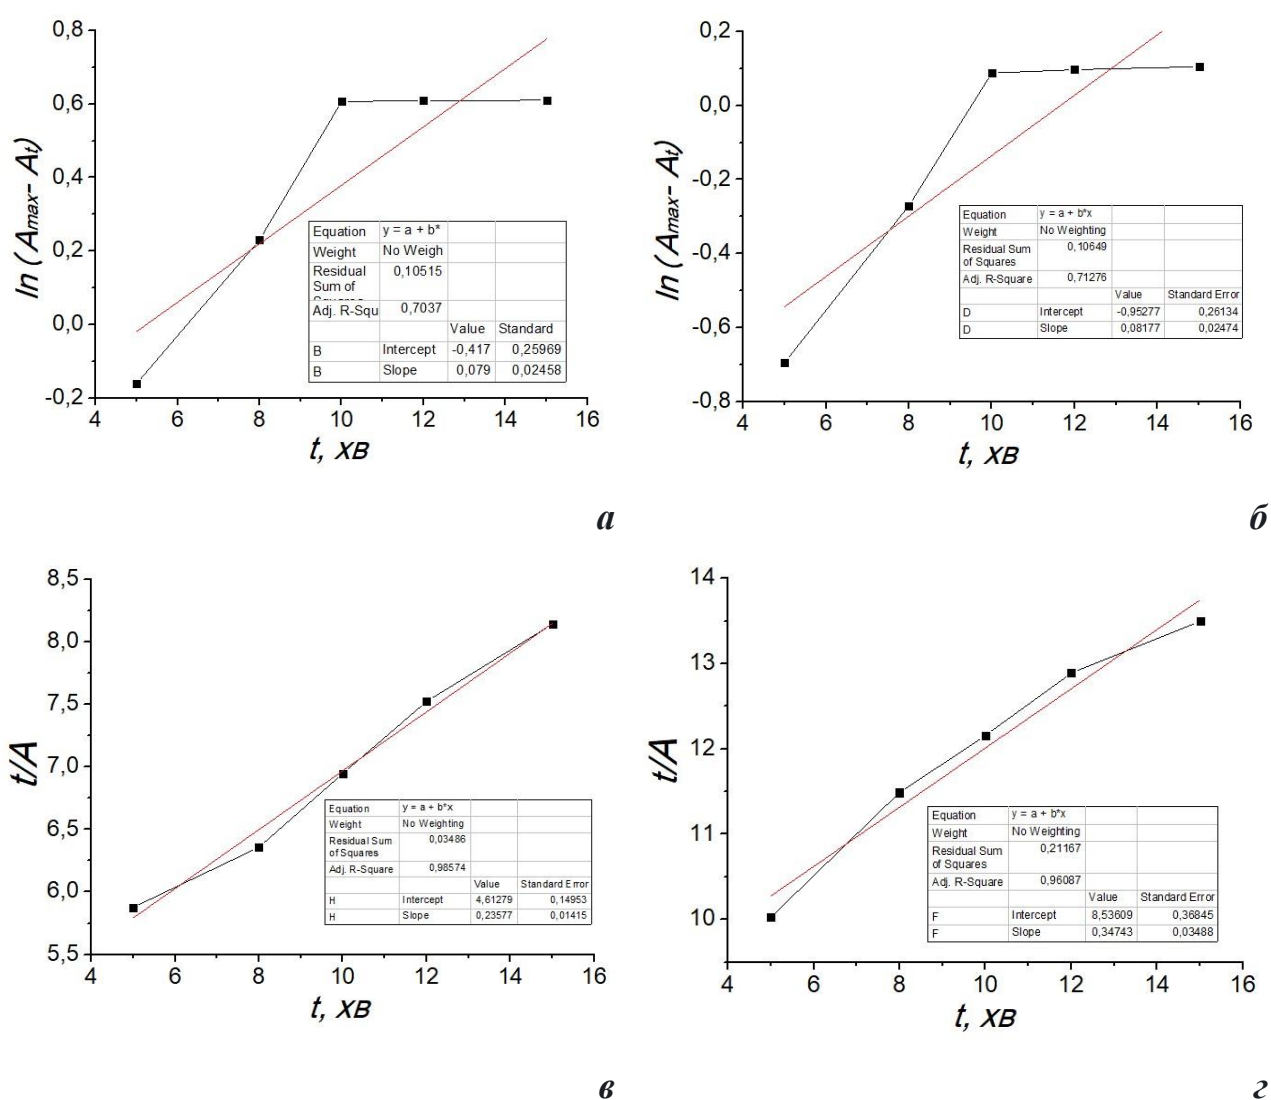 0,8
0,6
0,4
0,2
0,0
-0,2
4 6 8 10 12 14 16
ln ( Amax- At)
t, хв
Equation y = a + b*
Weight No Weigh
Residual 0,10515
Sum of
Adj. R-Squ 0,7037
Value Standard
B Intercept -0,417 0,25969
B Slope 0,079 0,02458
а
0,2
0,0
-0,2
-0,4
-0,6
-0,8
4 6 8 10 12 14 16
ln ( Amax- At)
t, хв
Equation y = a + b*x
Weight No Weighting
Residual Sum 0,10649
of Squares
Adj. R-Square 0,71276
Value Standard Error
D Intercept -0,95277 0,26134
D Slope 0,08177 0,02474
б
8,5
8,0
7,5
7,0
6,5
6,0
5,5
4 6 8 10 12 14 16
t/A
t, хв
Equation y = a + b*x
Weight No Weighting
Residual Sum 0,03486
of Squares
Adj. R-Square 0,98574
Value Standard Error
H Intercept 4,61279 0,14953
H Slope 0,23577 0,01415
в
14
13
12
11
10
4 6 8 10 12 14 16
t/A
t, хв
Equation y = a + b*x
Weight No Weighting
Residual Sum 0,21167
of Squares
Adj. R-Square 0,96087
Value Standard Error
F Intercept 8,53609 0,36845
F Slope 0,34743 0,03488
г